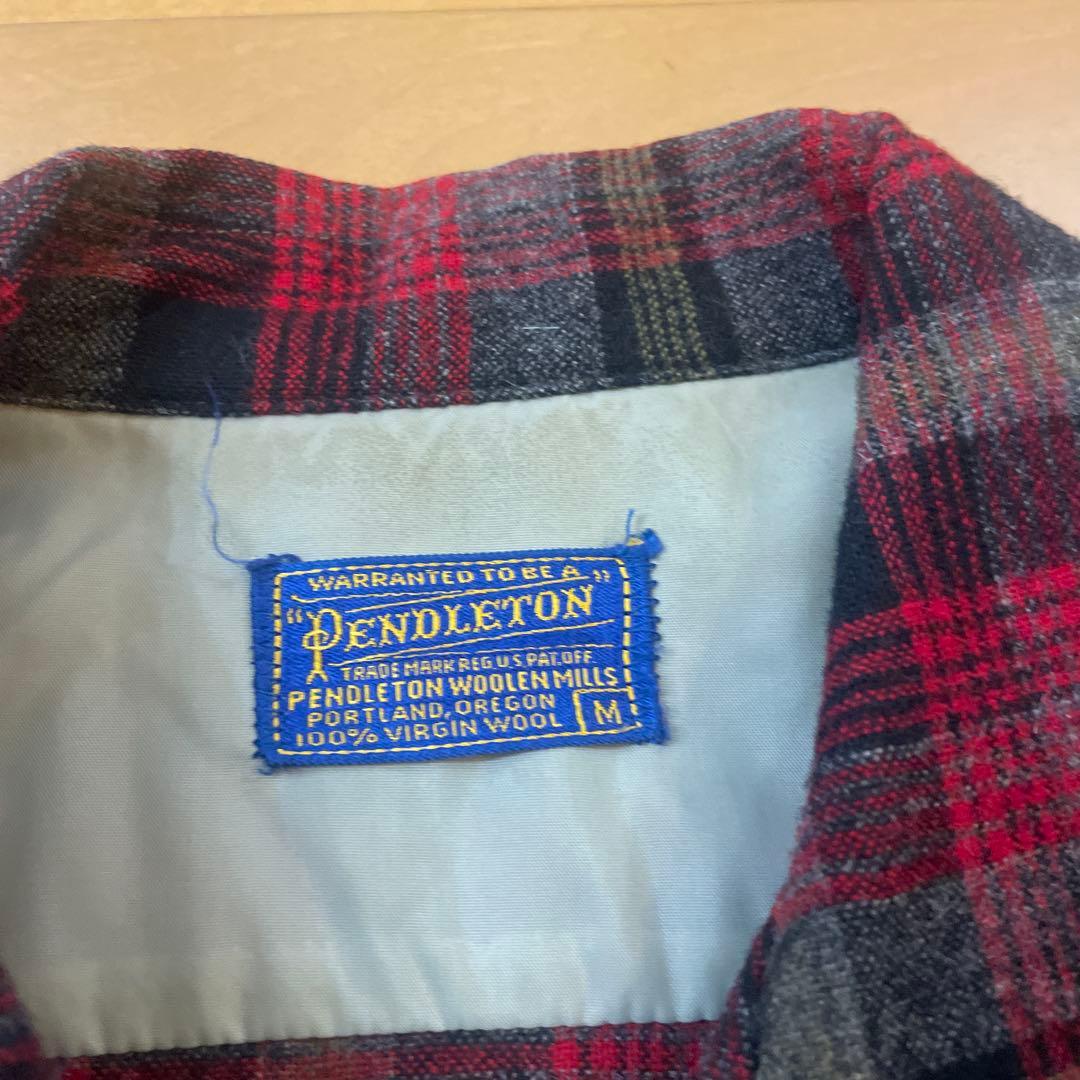 WARRANTED TO BE A
"PENDLETON"
TRADE MARK REG. U.S. PAT. OFF.
PENDLETON WOOLEN MILLS
PORTLAND, OREGON
100% VIRGIN WOOL M